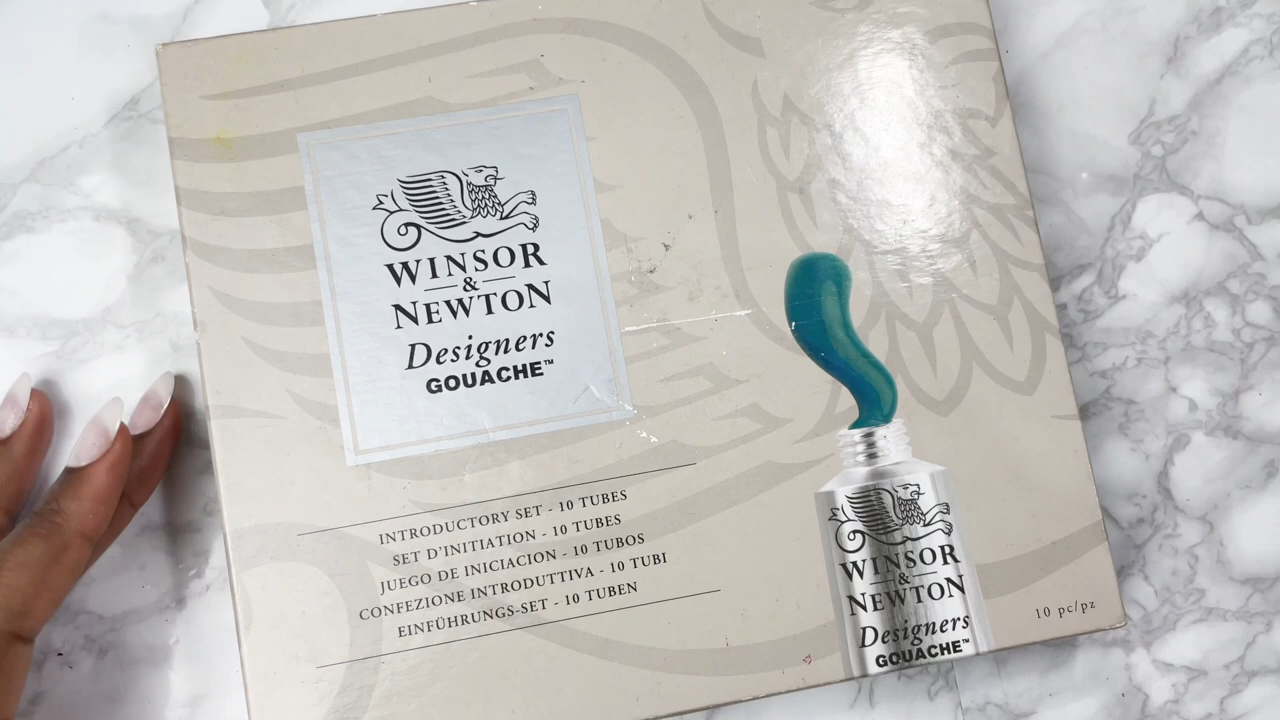 WINSOR
&
NEWTON
Designers
GOUACHE™
INTRODUCTORY SET - 10 TUBES
SET D'INITIATION - 10 TUBES
JUEGO DE INICIACION - 10 TUBOS
CONFEZIONE INTRODUTTIVA - 10 TUBI
EINFÜHRUNGS-SET - 10 TUBEN
WINSOR
&
NEWTON
Designers
GOUACHE™
10 pc/pz